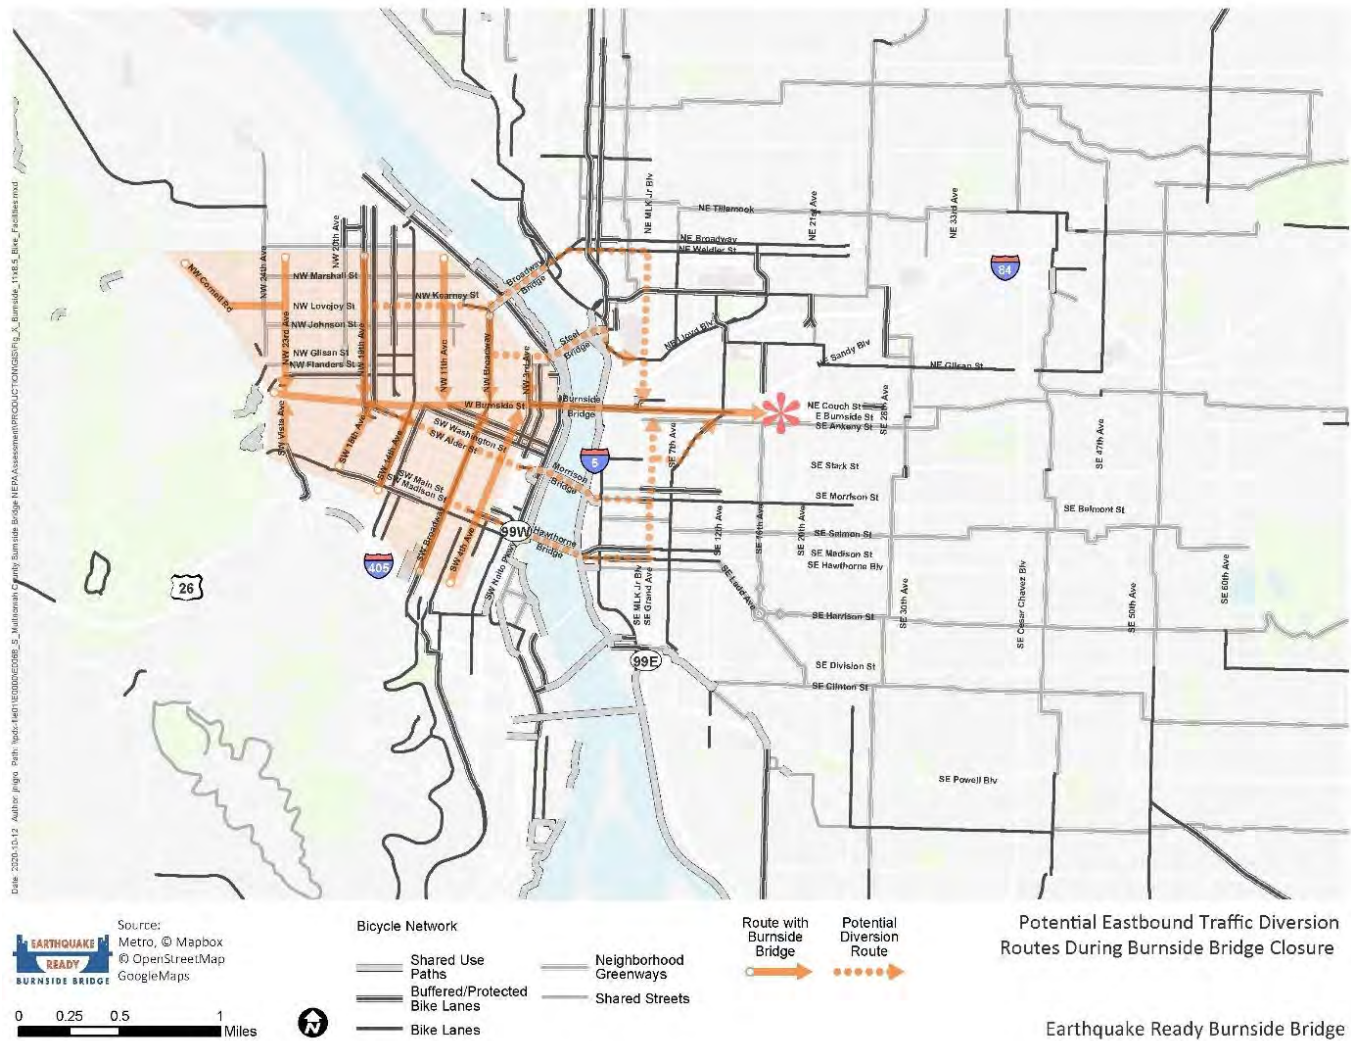 NE MLK Jr Blv
NE Tillamook
NE 21st Ave
NE 33rd Ave
NE Broadway
NE Weidler St
84
NW 20th Ave
NW 24th Ave
NW Cornell Rd
NW Marshall St
NW Kearney St
NW Lovejoy St
NW Johnson St
NW 23rd Ave
NW Glisan St
NW Flanders St
NW 11th Ave
NW Broadway
NW 3rd Ave
Broadway
Bridge
Steel
Bridge
NE Lloyd Blv
NE Sandy Blv
NE Glisan St
W Burnside St
Burnside
Bridge
NE Couch St
E Burnside St
SE Ankeny St
SE 28th Ave
SW Vista Ave
SW 18th Ave
SW 14th Ave
SW Washington St
SW Alder St
SW Main St
SW Madison St
Morrison
Bridge
5
SE 7th Ave
SE Stark St
SE 47th Ave
SE Morrison St
SE Belmont St
SE 12th Ave
SE 16th Ave
SE 20th Ave
SE Salmon St
SE Madison St
SE Hawthorne Blv
99W
Hawthorne
Bridge
SW 4th Ave
SW Naito Pkwy
405
26
SE Ladd Ave
SE MLK Jr Blv
SE Grand Ave
SE Harrison St
SE 30th Ave
SE Cesar Chavez Blv
SE 50th Ave
SE 60th Ave
99E
SE Division St
SE Clinton St
SE Powell Blv
EARTHQUAKE
READY
BURNSIDE BRIDGE
Source:
Metro, © Mapbox
© OpenStreetMap
GoogleMaps
0 0.25 0.5 1
Miles
N
Bicycle Network
Shared Use
Paths
Buffered/Protected
Bike Lanes
Bike Lanes
Neighborhood
Greenways
Shared Streets
Route with
Burnside
Bridge
Potential
Diversion
Route
Potential Eastbound Traffic Diversion
Routes During Burnside Bridge Closure
Earthquake Ready Burnside Bridge